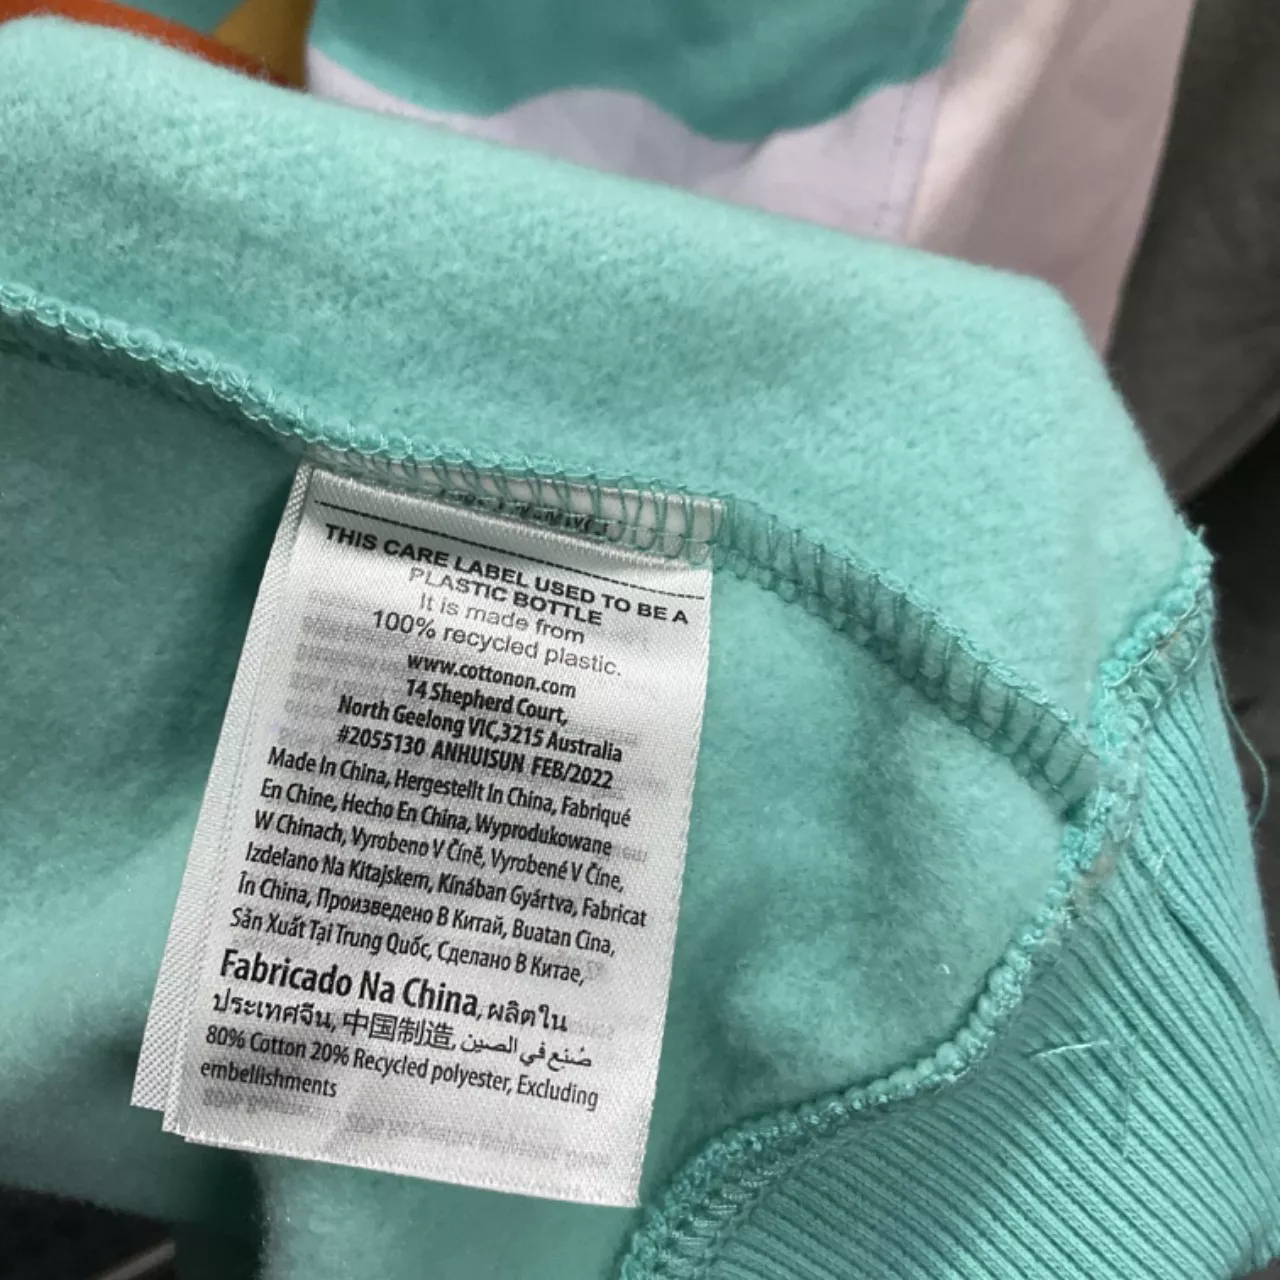 THIS CARE LABEL USED TO BE A
PLASTIC BOTTLE
It is made from
100% recycled plastic.
www.cottonon.com
14 Shepherd Court,
North Geelong VIC,3215 Australia
#2055130 ANHUISUN FEB/2022
Made In China, Hergestellt In China, Fabriqué
En Chine, Hecho En China, Wyprodukowane
W Chinach, Vyrobeno V Číně, Vyrobené V Číne,
Izdelano Na Kitajskem, Kínában Gyártva, Fabricat
În China, Произведено В Китай, Buatan Cina,
Sản Xuất Tại Trung Quốc, Сделано В Китае,
Fabricado Na China, ผลิตใน
ประเทศจีน, 中国制造, صُنع في الصين
80% Cotton 20% Recycled polyester, Excluding
embellishments